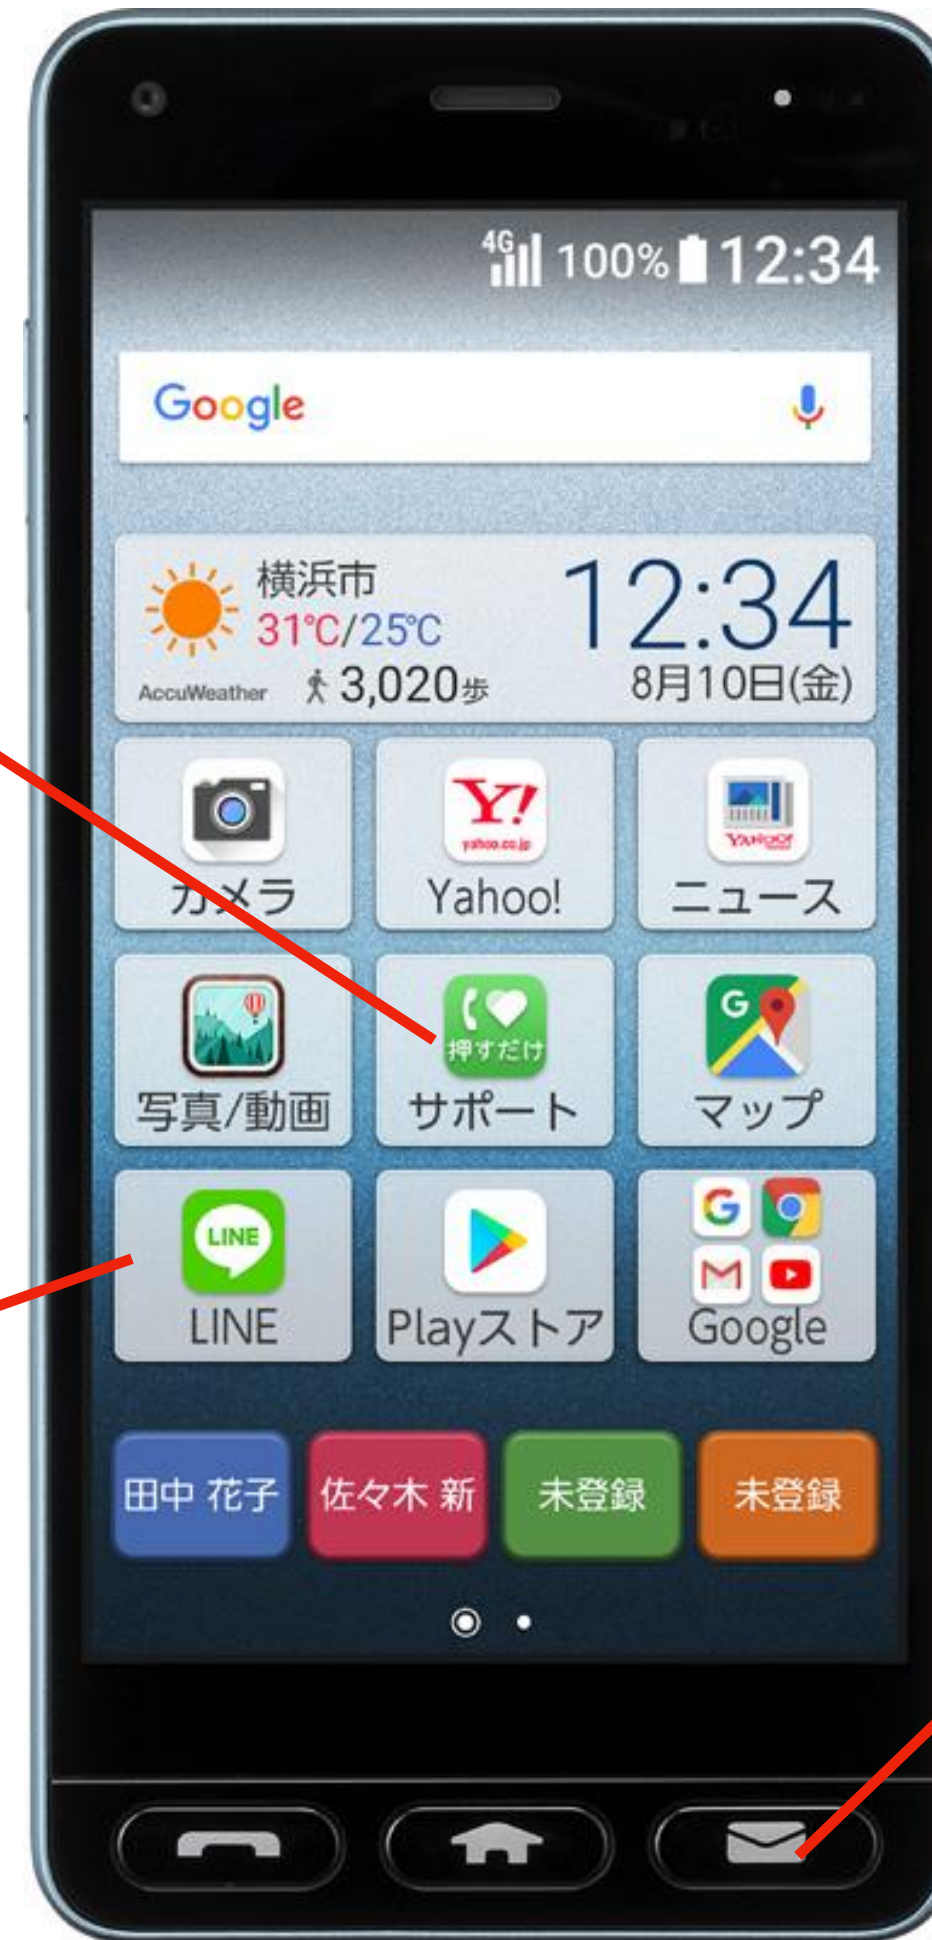 4G 100% 12:34
Google
横浜市
31℃/25℃
AccuWeather 3,020歩
12:34
8月10日(金)
Y!
yahoo.co.jp
YAHOO!
カメラ
Yahoo!
ニュース
押すだけ
G
写真/動画
サポート
マップ
LINE
G
LINE
Playストア
Google
田中 花子
佐々木 新
未登録
未登録